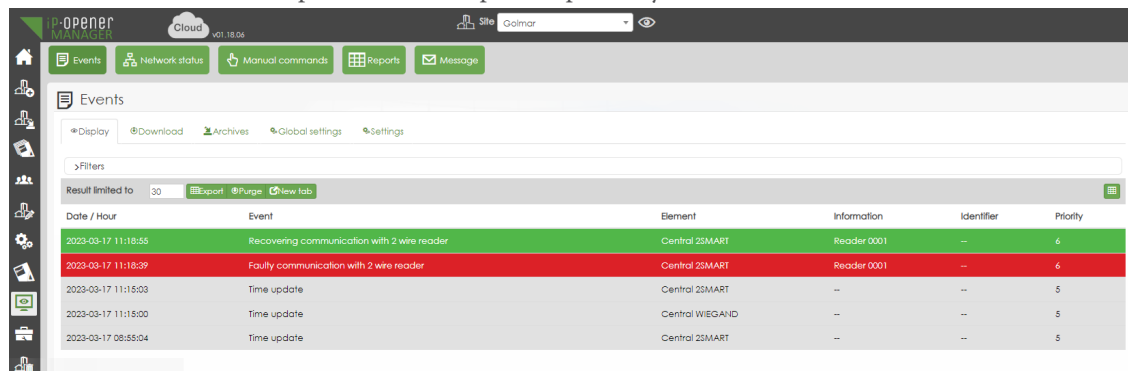 iP-OPENER MANAGER Cloud v01.18.06 Site Golmar
Events Network status Manual commands Reports Message
Events
Display Download Archives Global settings Settings
>Filters
Result limited to 30 Export Purge New tab
Date / Hour Event Element Information Identifier Priority
2023-03-17 11:18:55 Recovering communication with 2 wire reader Central 2SMART Reader 0001 -- 6
2023-03-17 11:18:39 Faulty communication with 2 wire reader Central 2SMART Reader 0001 -- 6
2023-03-17 11:15:03 Time update Central 2SMART -- -- 5
2023-03-17 11:15:00 Time update Central WIEGAND -- -- 5
2023-03-17 08:55:04 Time update Central 2SMART -- -- 5